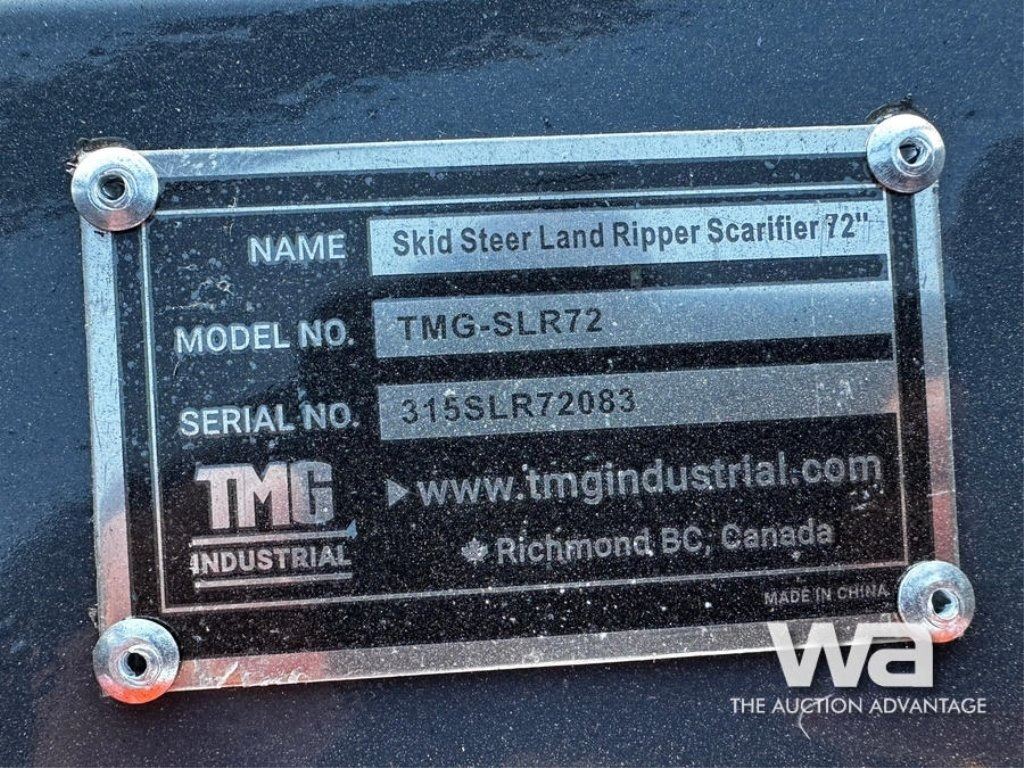 NAME Skid Steer Land Ripper Scarifier 72"
MODEL NO. TMG-SLR72
SERIAL NO. 315SLR72083
TMG
INDUSTRIAL
www.tmgindustrial.com
Richmond BC, Canada
MADE IN CHINA
wa
THE AUCTION ADVANTAGE